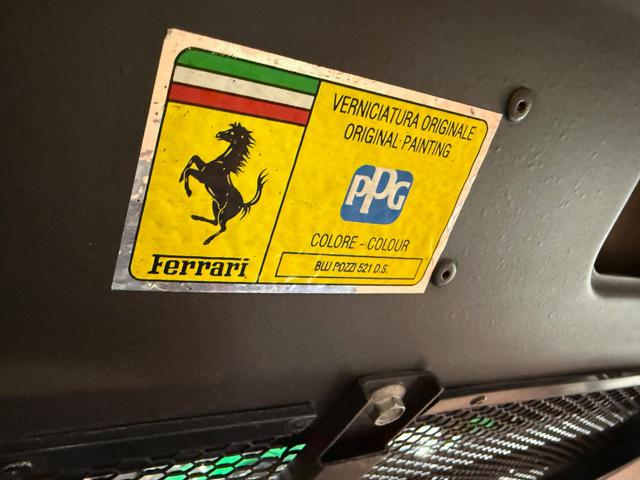 VERNICIATURA ORIGINALE
ORIGINAL-PAINTING
PPG
COLORE - COLOUR
BLU POZZI 521 D.S.
Ferrari